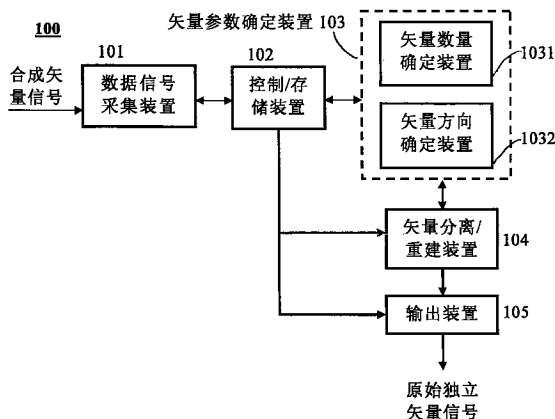 100
合成矢
量信号
101
数据信号
采集装置
102
控制/存
储装置
矢量参数确定装置 103
矢量数量
确定装置
1031
矢量方向
确定装置
1032
矢量分离/
重建装置
104
输出装置
105
原始独立
矢量信号